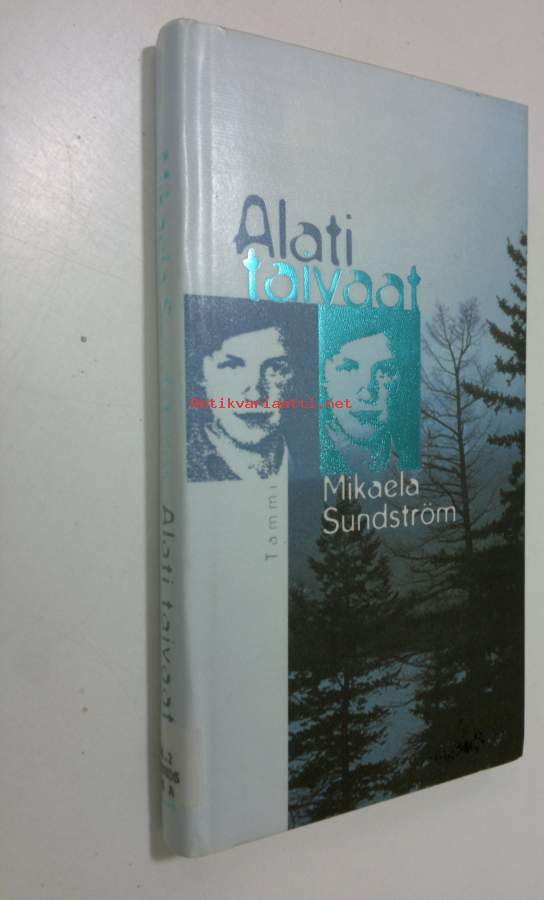 Alati
taivaat
Antikvariaatti.net
Mikaela
Sundström
Tammi
Alati taivaat